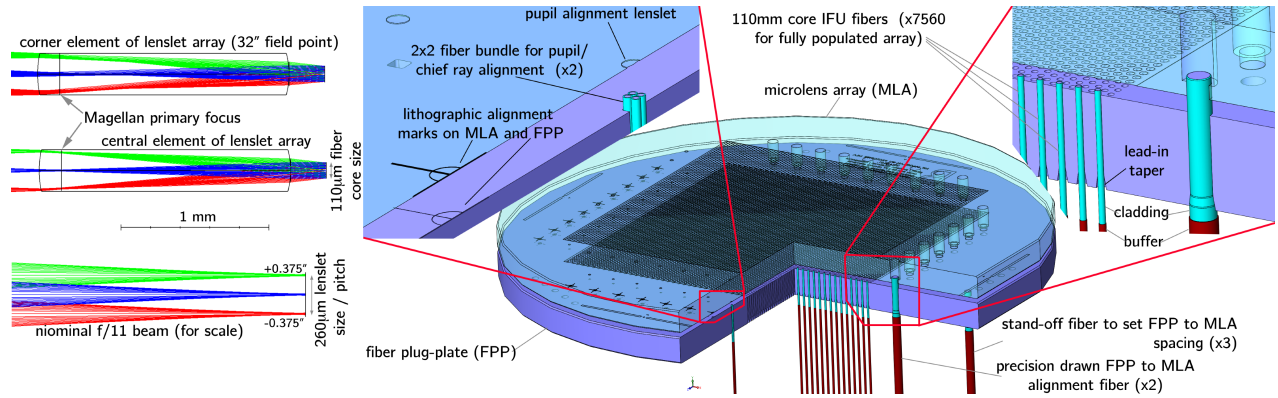 corner element of lenslet array (32″ field point)
Magellan primary focus
central element of lenslet array
110μm fiber
core size
1 mm
+0.375″
-0.375″
260μm lenslet
size / pitch
niominal f/11 beam (for scale)
pupil alignment lenslet
2x2 fiber bundle for pupil/
chief ray alignment (x2)
lithographic alignment
marks on MLA and FPP
microlens array (MLA)
110mm core IFU fibers (x7560
for fully populated array)
lead-in
taper
cladding
buffer
fiber plug-plate (FPP)
stand-off fiber to set FPP to MLA
spacing (x3)
precision drawn FPP to MLA
alignment fiber (x2)